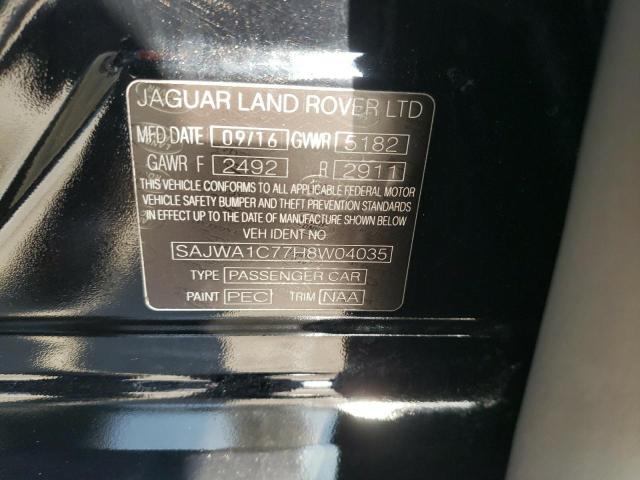 JAGUAR LAND ROVER LTD
MFD DATE 09/16 GWR 5182
GAWR F 2492 R 2911
THIS VEHICLE CONFORMS TO ALL APPLICABLE FEDERAL MOTOR
VEHICLE SAFETY BUMPER AND THEFT PREVENTION STANDARDS
IN EFFECT UP TO DATE OF MANUFACTURE SHOWN BELOW
VEH IDENT NO
SAJWA1C77H8W04035
TYPE PASSENGER CAR
PAINT PEC TRIM NAA